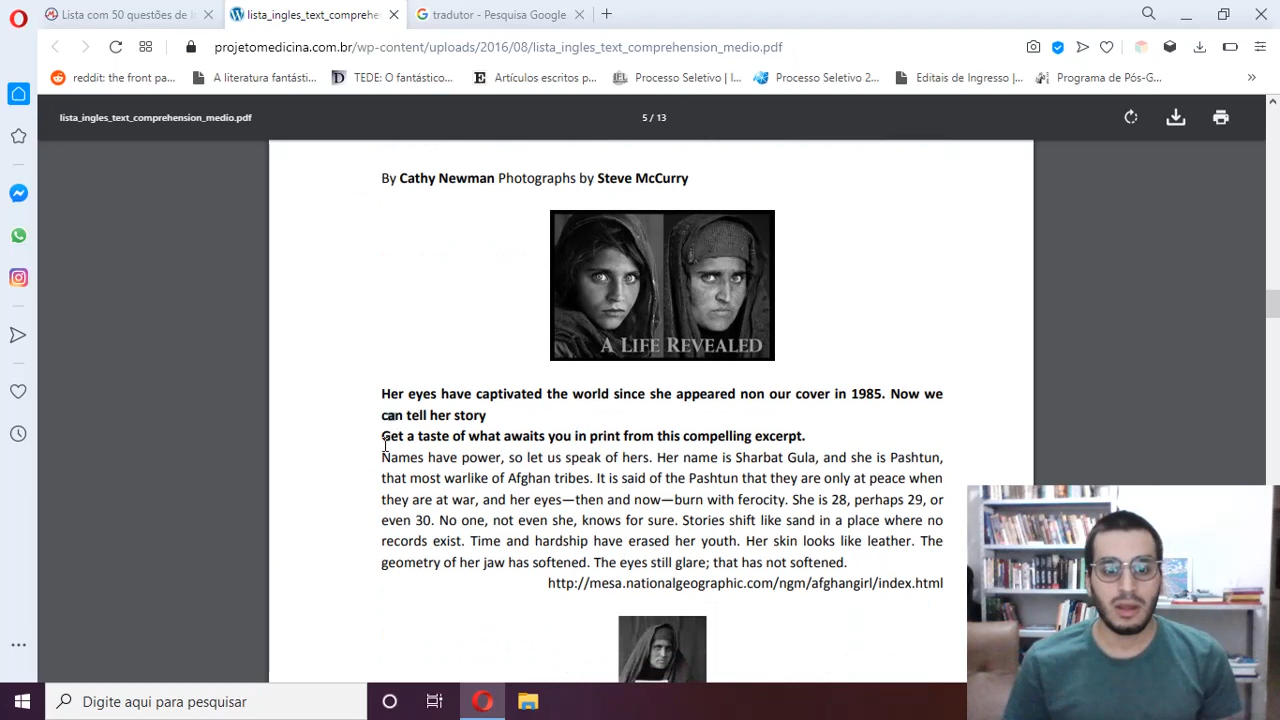 Lista com 50 questões de I
lista_ingles_text_comprehe
tradutor - Pesquisa Google
projetomedicina.com.br/wp-content/uploads/2016/08/lista_ingles_text_comprehension_medio.pdf
reddit: the front pa...
A literatura fantásti...
TEDE: O fantástico...
Artículos escritos p...
Processo Seletivo | I...
Processo Seletivo 2...
Editais de Ingresso |...
Programa de Pós-G...
lista_ingles_text_comprehension_medio.pdf
5 / 13
By Cathy Newman Photographs by Steve McCurry
A LIFE REVEALED
Her eyes have captivated the world since she appeared non our cover in 1985. Now we
can tell her story
Get a taste of what awaits you in print from this compelling excerpt.
Names have power, so let us speak of hers. Her name is Sharbat Gula, and she is Pashtun,
that most warlike of Afghan tribes. It is said of the Pashtun that they are only at peace when
they are at war, and her eyes—then and now—burn with ferocity. She is 28, perhaps 29, or
even 30. No one, not even she, knows for sure. Stories shift like sand in a place where no
records exist. Time and hardship have erased her youth. Her skin looks like leather. The
geometry of her jaw has softened. The eyes still glare; that has not softened.
http://mesa.nationalgeographic.com/ngm/afghangirl/index.html
Digite aqui para pesquisar